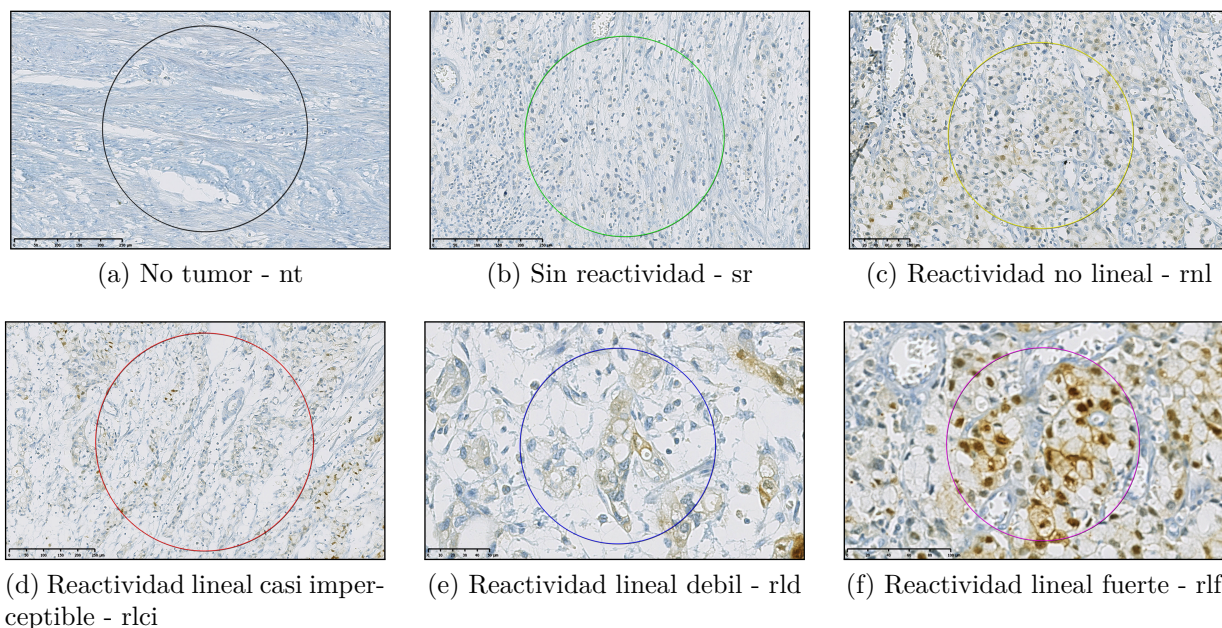 (a) No tumor - nt
(b) Sin reactividad - sr
(c) Reactividad no lineal - rnl
(d) Reactividad lineal casi imper-
ceptible - rlci
(e) Reactividad lineal debil - rld
(f) Reactividad lineal fuerte - rlf